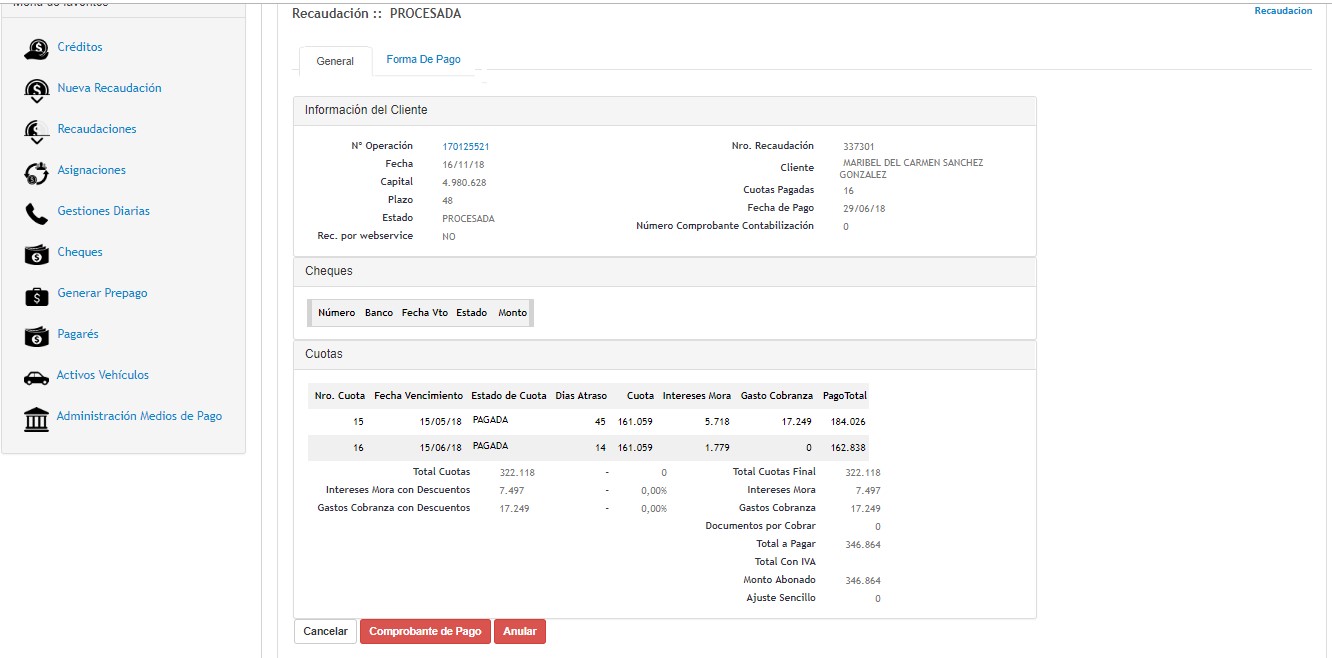 Menú de favoritos
Créditos
Nueva Recaudación
Recaudaciones
Asignaciones
Gestiones Diarias
Cheques
Generar Prepago
Pagarés
Activos Vehículos
Administración Medios de Pago
Recaudación :: PROCESADA
Recaudacion
General Forma De Pago
Información del Cliente
N° Operación 170125521
Fecha 16/11/18
Capital 4.980.628
Plazo 48
Estado PROCESADA
Rec. por webservice NO
Nro. Recaudación 337301
Cliente MARIBEL DEL CARMEN SANCHEZ
GONZALEZ
Cuotas Pagadas 16
Fecha de Pago 29/06/18
Número Comprobante Contabilización 0
Cheques
Número Banco Fecha Vto Estado Monto
Cuotas
Nro. Cuota Fecha Vencimiento Estado de Cuota Dias Atraso Cuota Intereses Mora Gasto Cobranza PagoTotal
15 15/05/18 PAGADA 45 161.059 5.718 17.249 184.026
16 15/06/18 PAGADA 14 161.059 1.779 0 162.838
Total Cuotas 322.118 - 0 Total Cuotas Final 322.118
Intereses Mora con Descuentos 7.497 - 0,00% Intereses Mora 7.497
Gastos Cobranza con Descuentos 17.249 - 0,00% Gastos Cobranza 17.249
Documentos por Cobrar 0
Total a Pagar 346.864
Total Con IVA
Monto Abonado 346.864
Ajuste Sencillo 0
Cancelar Comprobante de Pago Anular